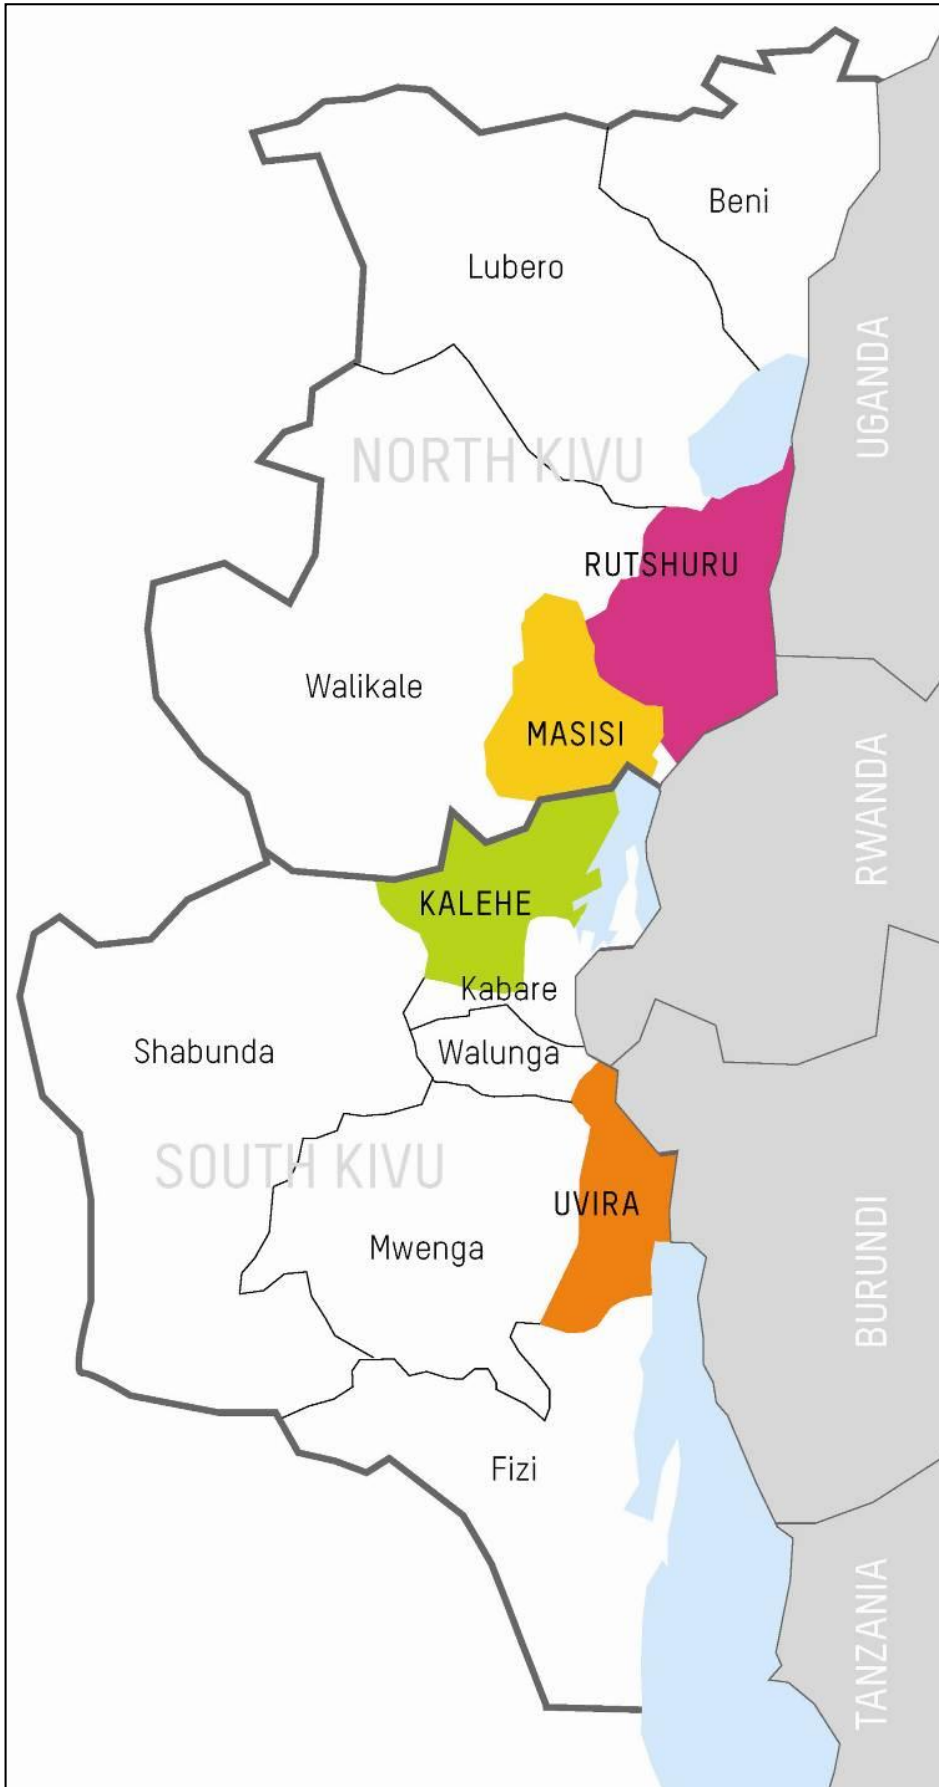 Beni
Lubero
UGANDA
NORTH KIVU
RUTSHURU
Walikale
MASISI
RWANDA
KALEHE
Kabare
Shabunda
Walunga
SOUTH KIVU
UVIRA
Mwenga
BURUNDI
Fizi
TANZANIA